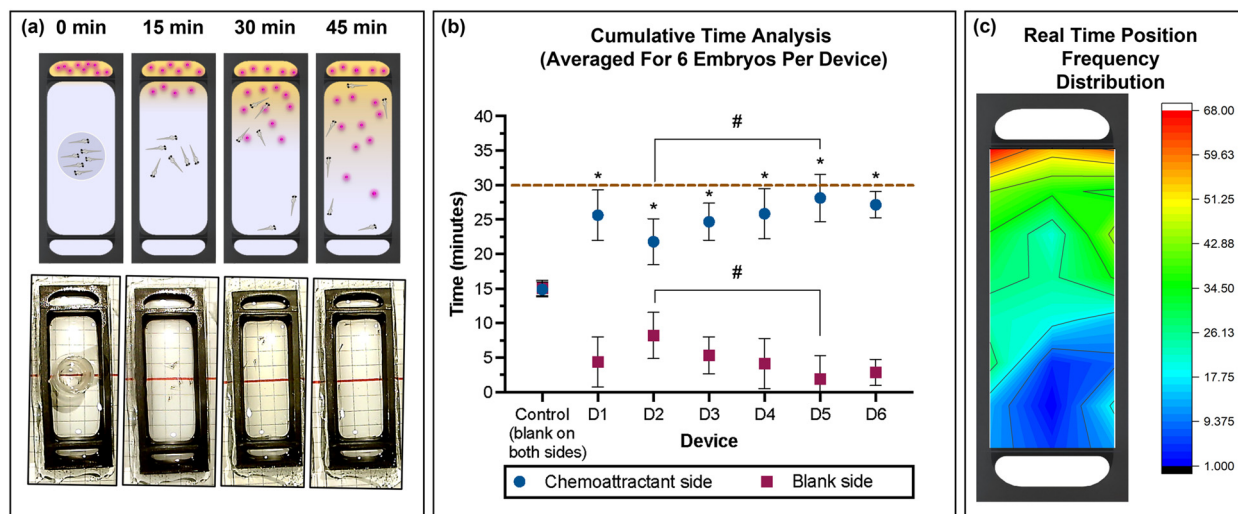 (a) 0 min 15 min 30 min 45 min
(b)
Cumulative Time Analysis
(Averaged For 6 Embryos Per Device)
40
35
30
25
20
15
10
5
0
Time (minutes)
#
* * * * * *
#
Control
(blank on
both sides)
D1 D2 D3 D4 D5 D6
Device
Chemoattractant side Blank side
(c)
Real Time Position
Frequency
Distribution
68.00
59.63
51.25
42.88
34.50
26.13
17.75
9.375
1.000